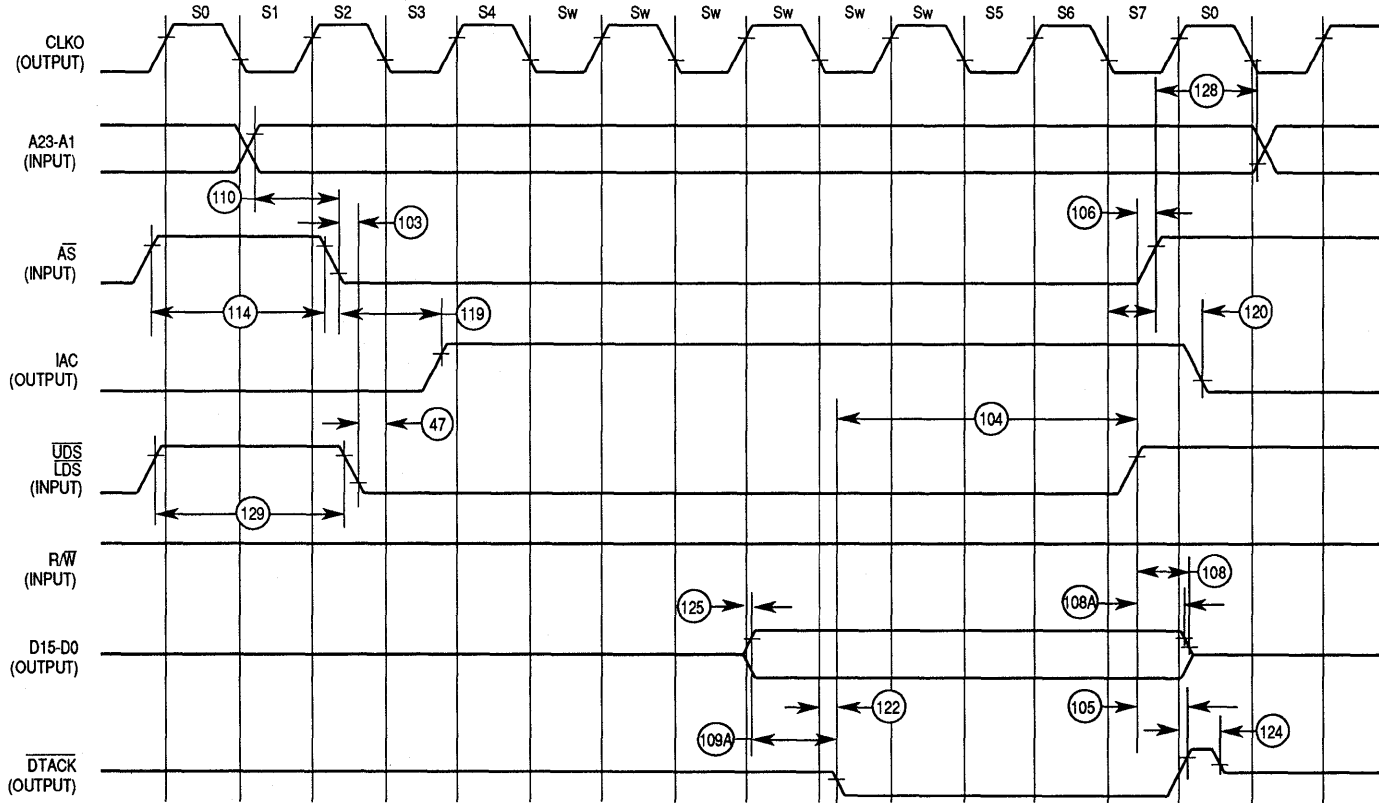 S0 S1 S2 S3 S4 Sw Sw Sw Sw Sw Sw S5 S6 S7 S0
CLKO
(OUTPUT)
128
A23-A1
(INPUT)
110
103
106
AS
(INPUT)
114
119
120
IAC
(OUTPUT)
47
104
UDS
LDS
(INPUT)
129
R/W
(INPUT)
108
125
108A
D15-D0
(OUTPUT)
122
105
109A
124
DTACK
(OUTPUT)